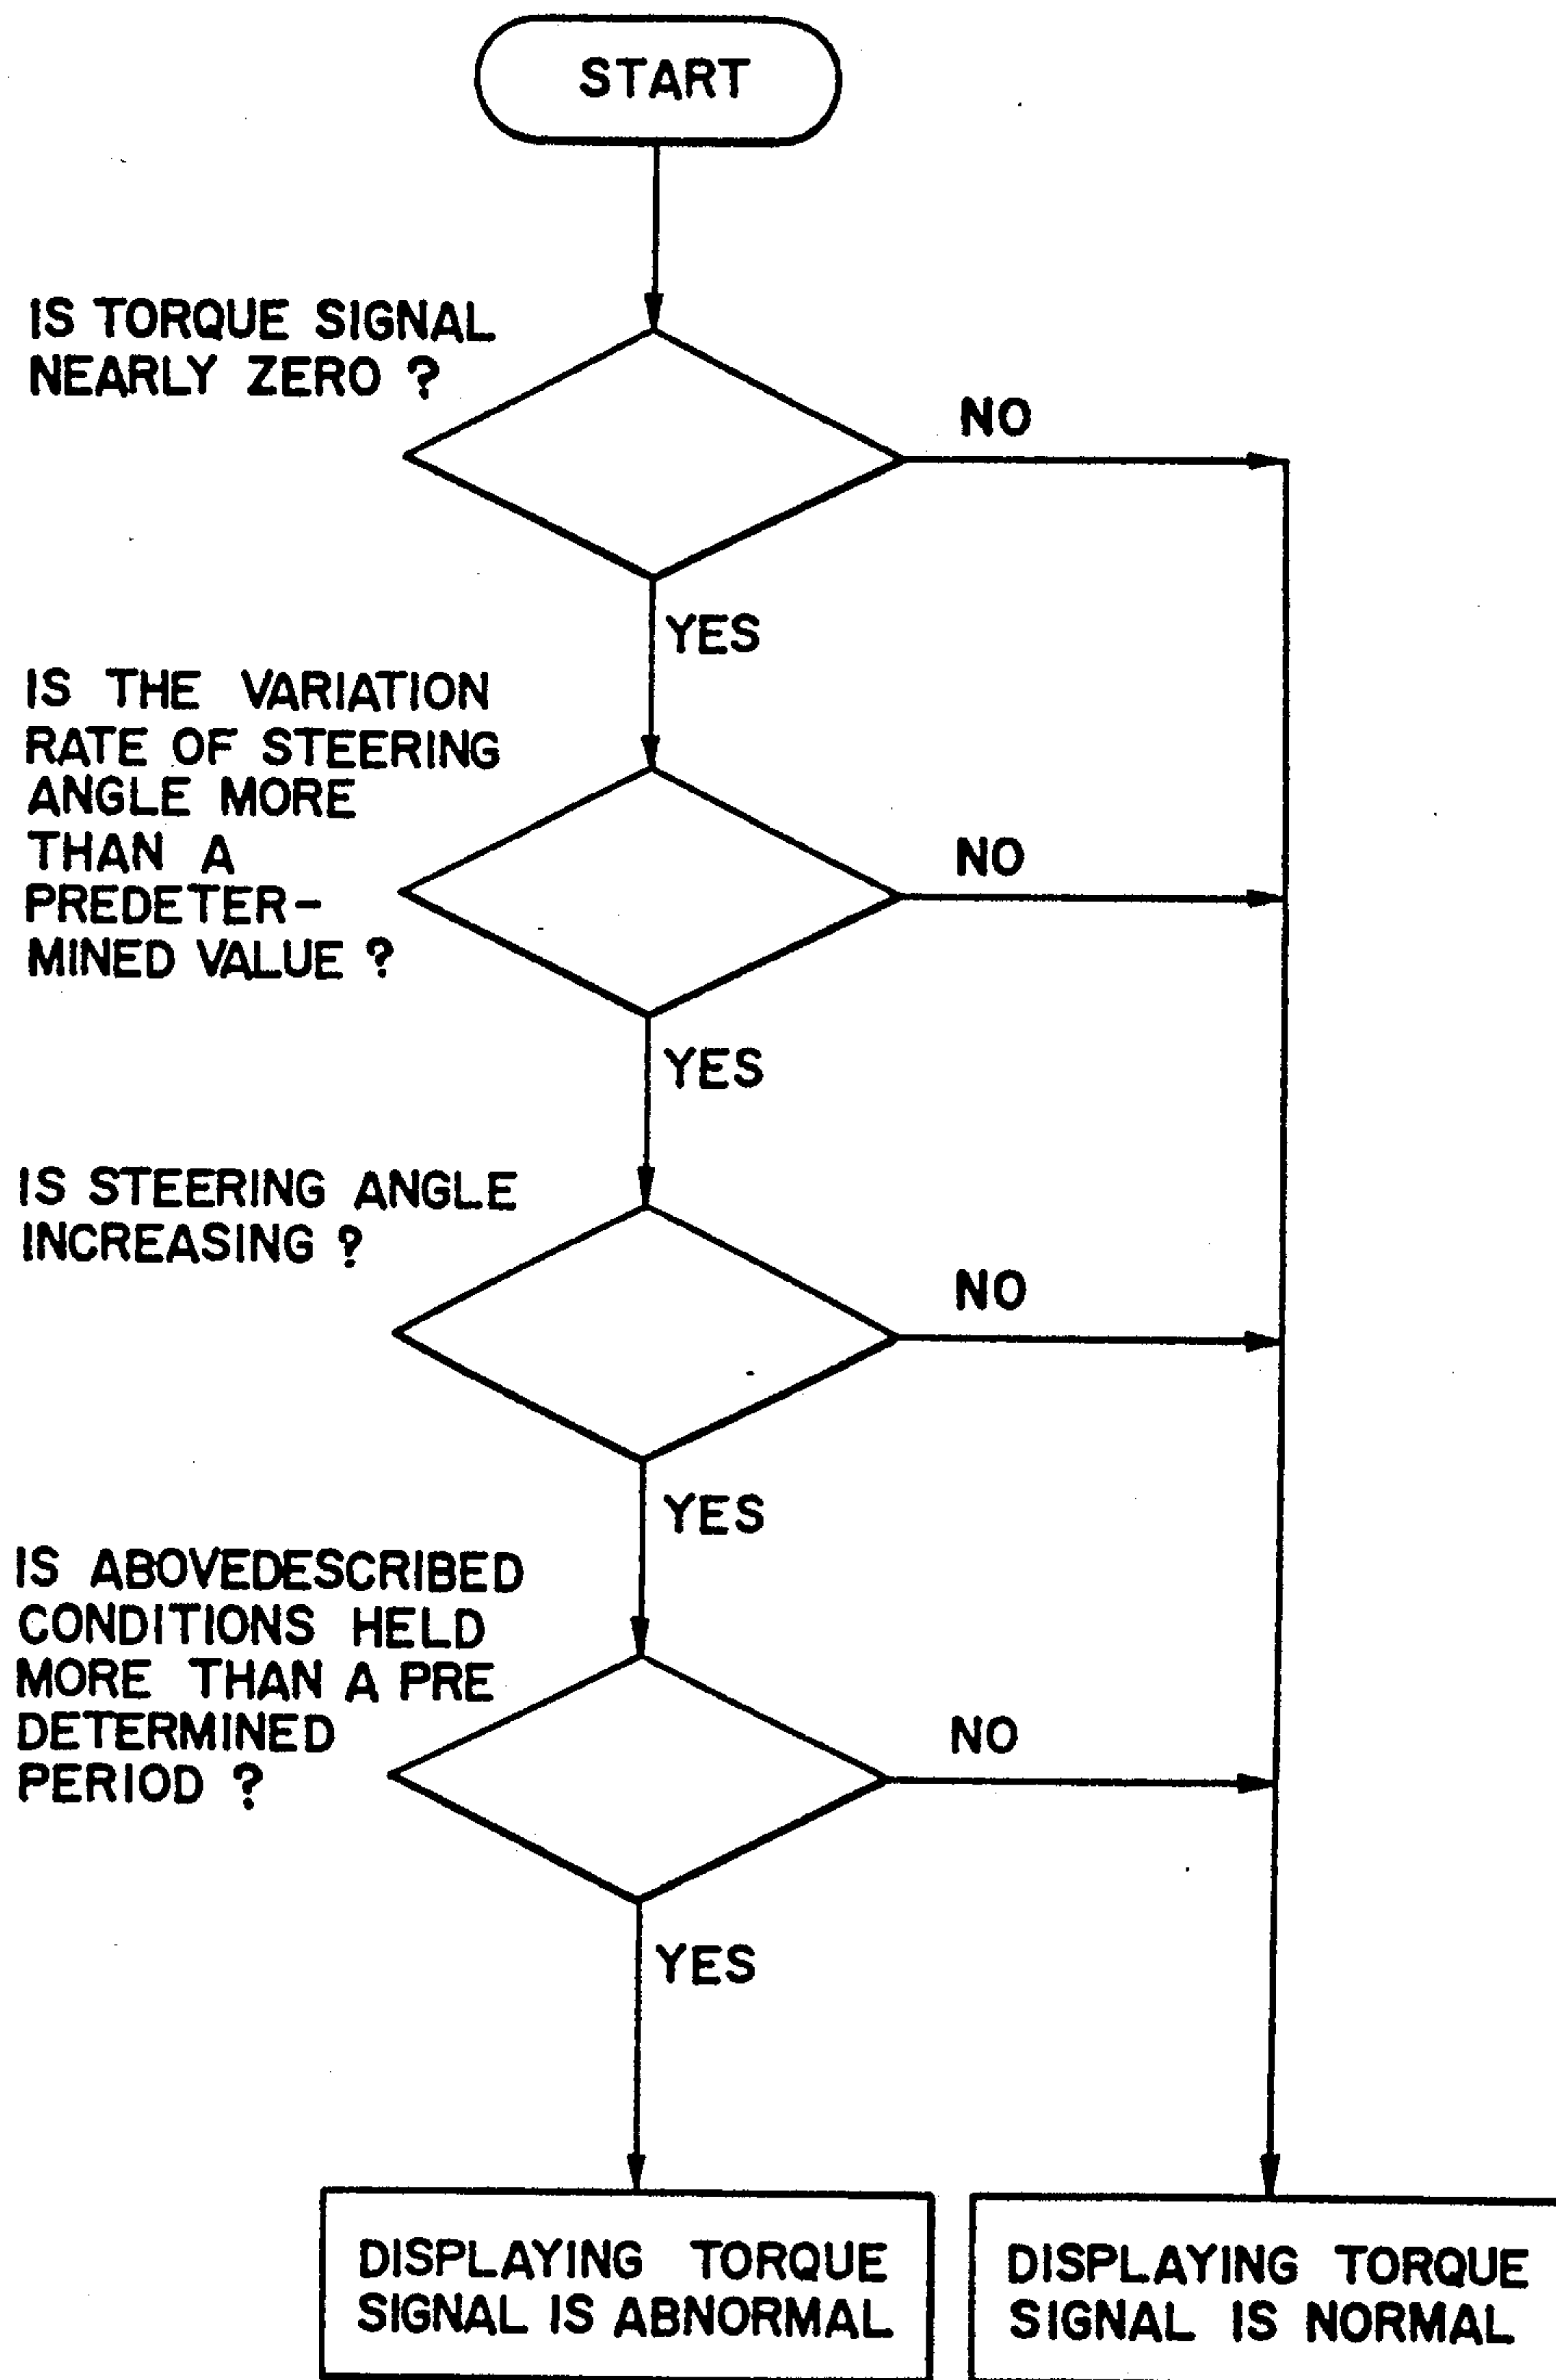 START
IS TORQUE SIGNAL
NEARLY ZERO ?
NO
YES
IS THE VARIATION
RATE OF STEERING
ANGLE MORE
THAN A
PREDETER-
MINED VALUE ?
NO
YES
IS STEERING ANGLE
INCREASING ?
NO
YES
IS ABOVEDESCRIBED
CONDITIONS HELD
MORE THAN A PRE
DETERMINED
PERIOD ?
NO
YES
DISPLAYING TORQUE
SIGNAL IS ABNORMAL
DISPLAYING TORQUE
SIGNAL IS NORMAL